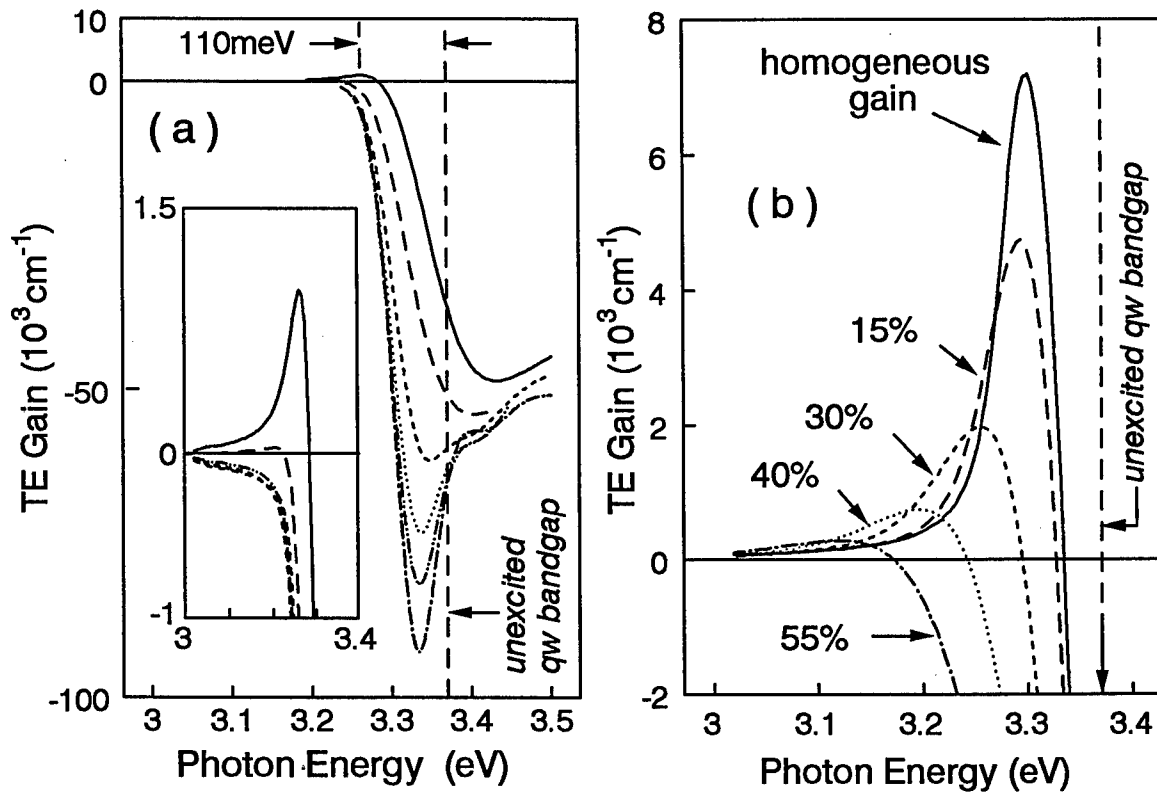 10
0
-50
-100
TE Gain (10³cm⁻¹)
110meV
(a)
1.5
0
-1
3
3.4
unexcited
qw bandgap
3
3.1
3.2
3.3
3.4
3.5
Photon Energy (eV)
8
6
4
2
0
-2
TE Gain (10³cm⁻¹)
homogeneous
gain
(b)
15%
30%
40%
55%
unexcited qw bandgap
3
3.1
3.2
3.3
3.4
Photon Energy (eV)